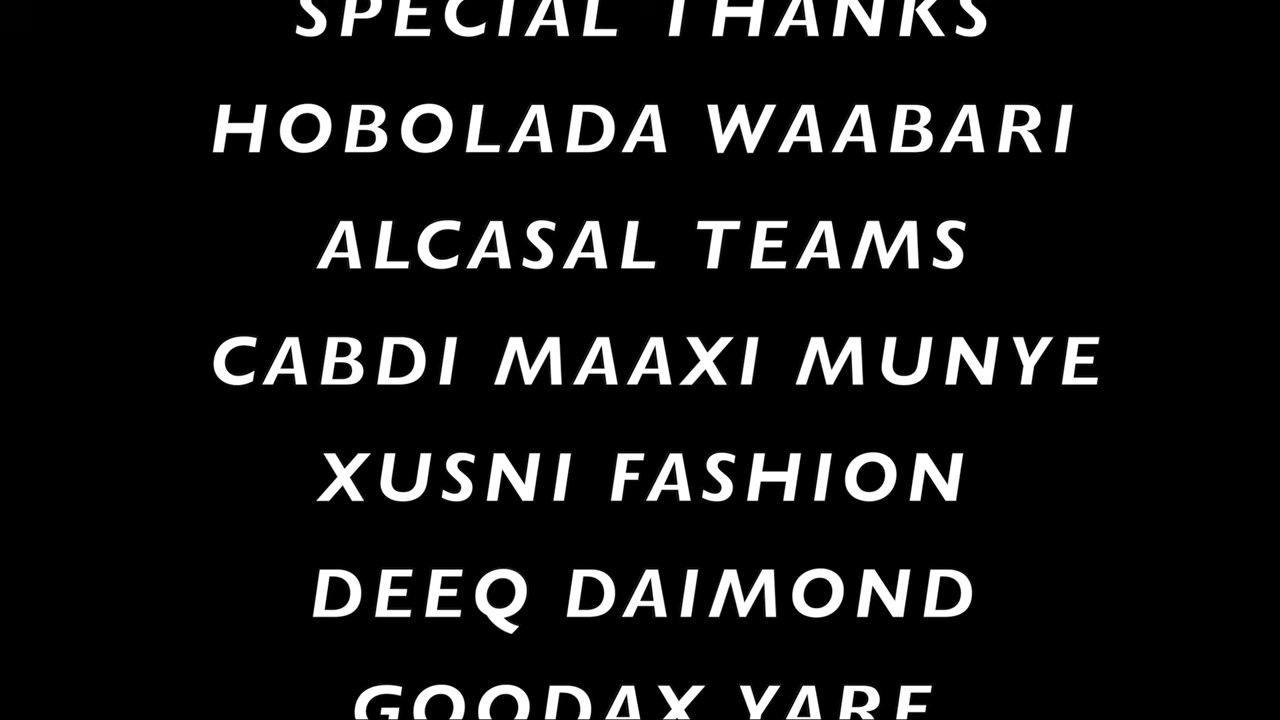 SPECIAL THANKS
HOBOLADA WAABARI
ALCASAL TEAMS
CABDI MAAXI MUNYE
XUSNI FASHION
DEEQ DAIMOND
GOODAX YARE